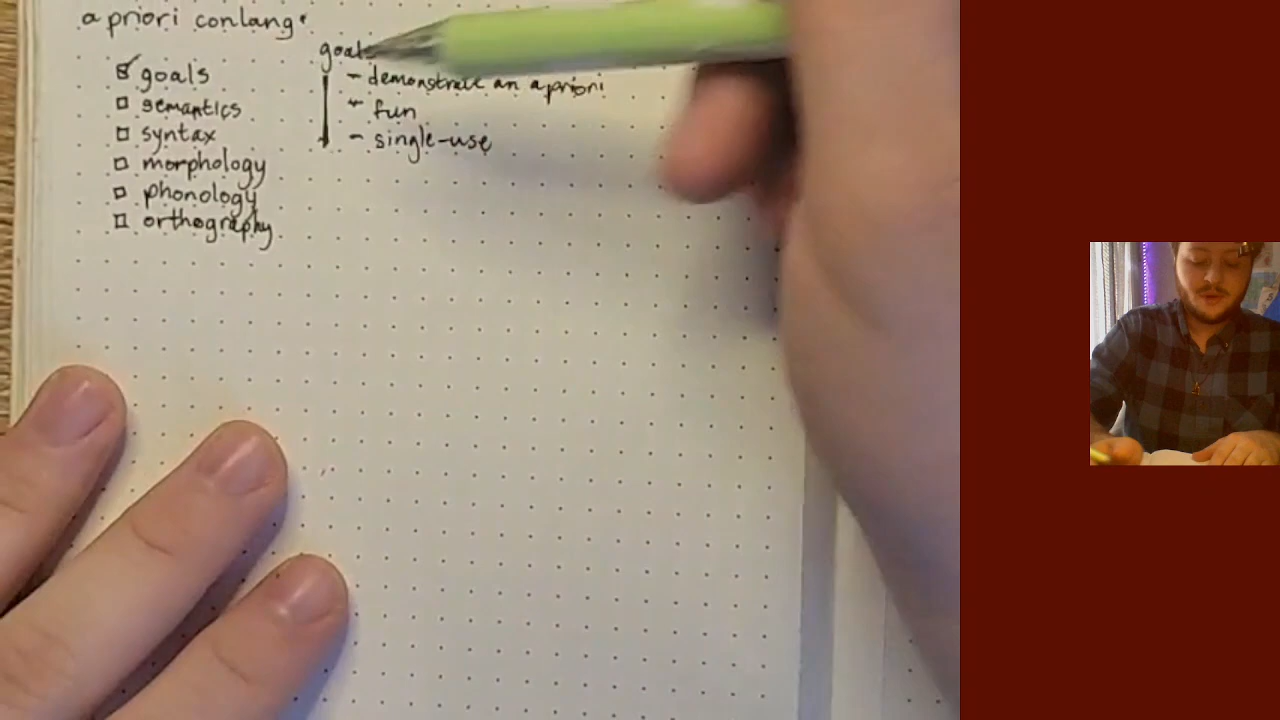 a priori conlang
goals
semantics
syntax
morphology
phonology
orthography
goals
- demonstrate an a priori
- fun
- single-use